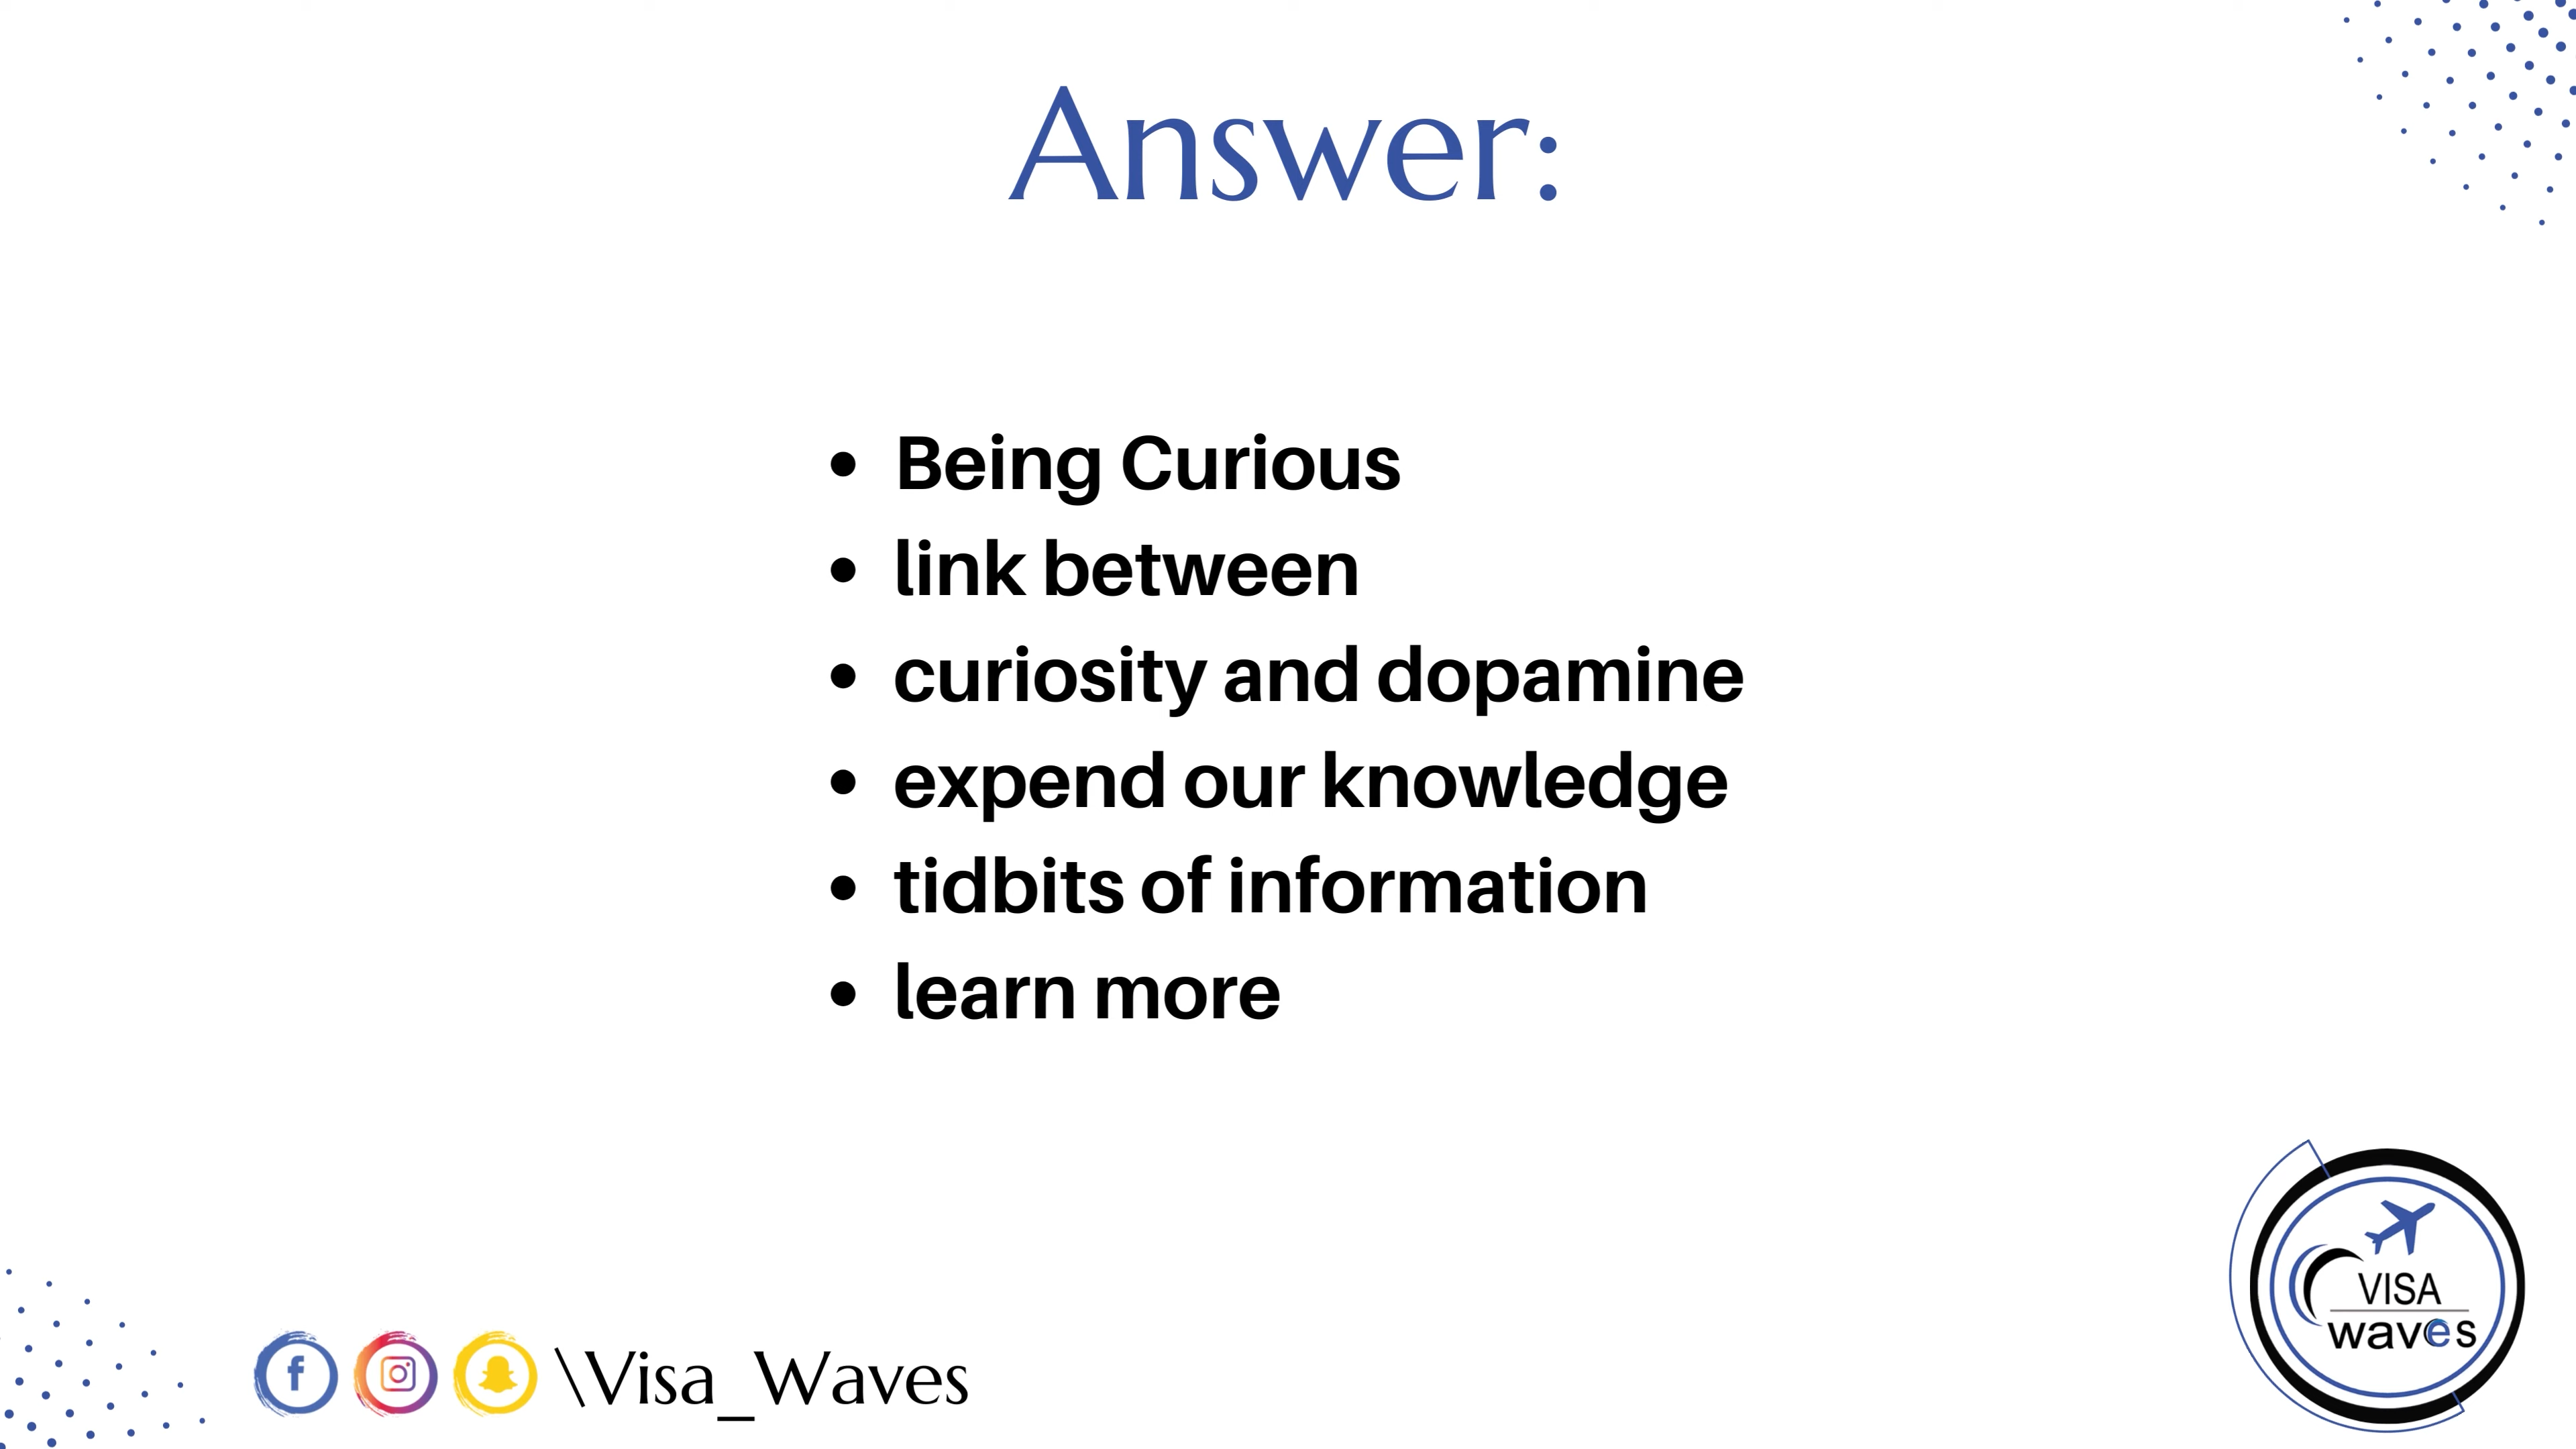 Answer:
• Being Curious
• link between
• curiosity and dopamine
• expend our knowledge
• tidbits of information
• learn more
\Visa_Waves
VISA
waves